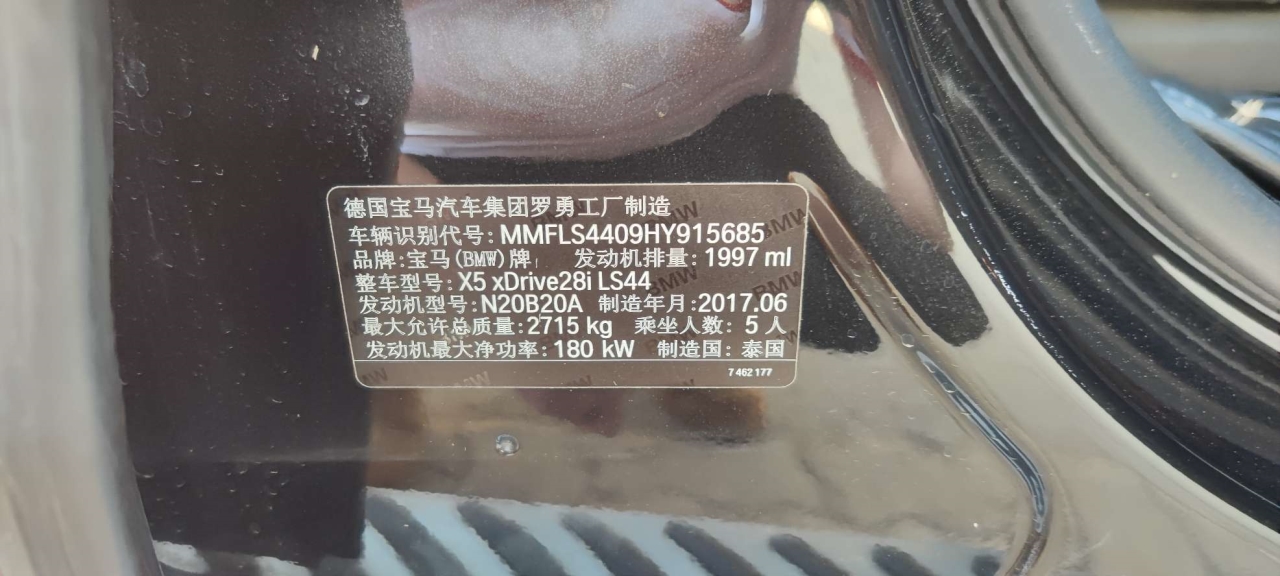 德国宝马汽车集团罗勇工厂制造
车辆识别代号: MMFLS4409HY915685
品牌: 宝马(BMW)牌 发动机排量: 1997 ml
整车型号: X5 xDrive28i LS44
发动机型号: N20B20A 制造年月: 2017.06
最大允许总质量: 2715 kg 乘坐人数: 5 人
发动机最大净功率: 180 kW 制造国: 泰国
7 462 177